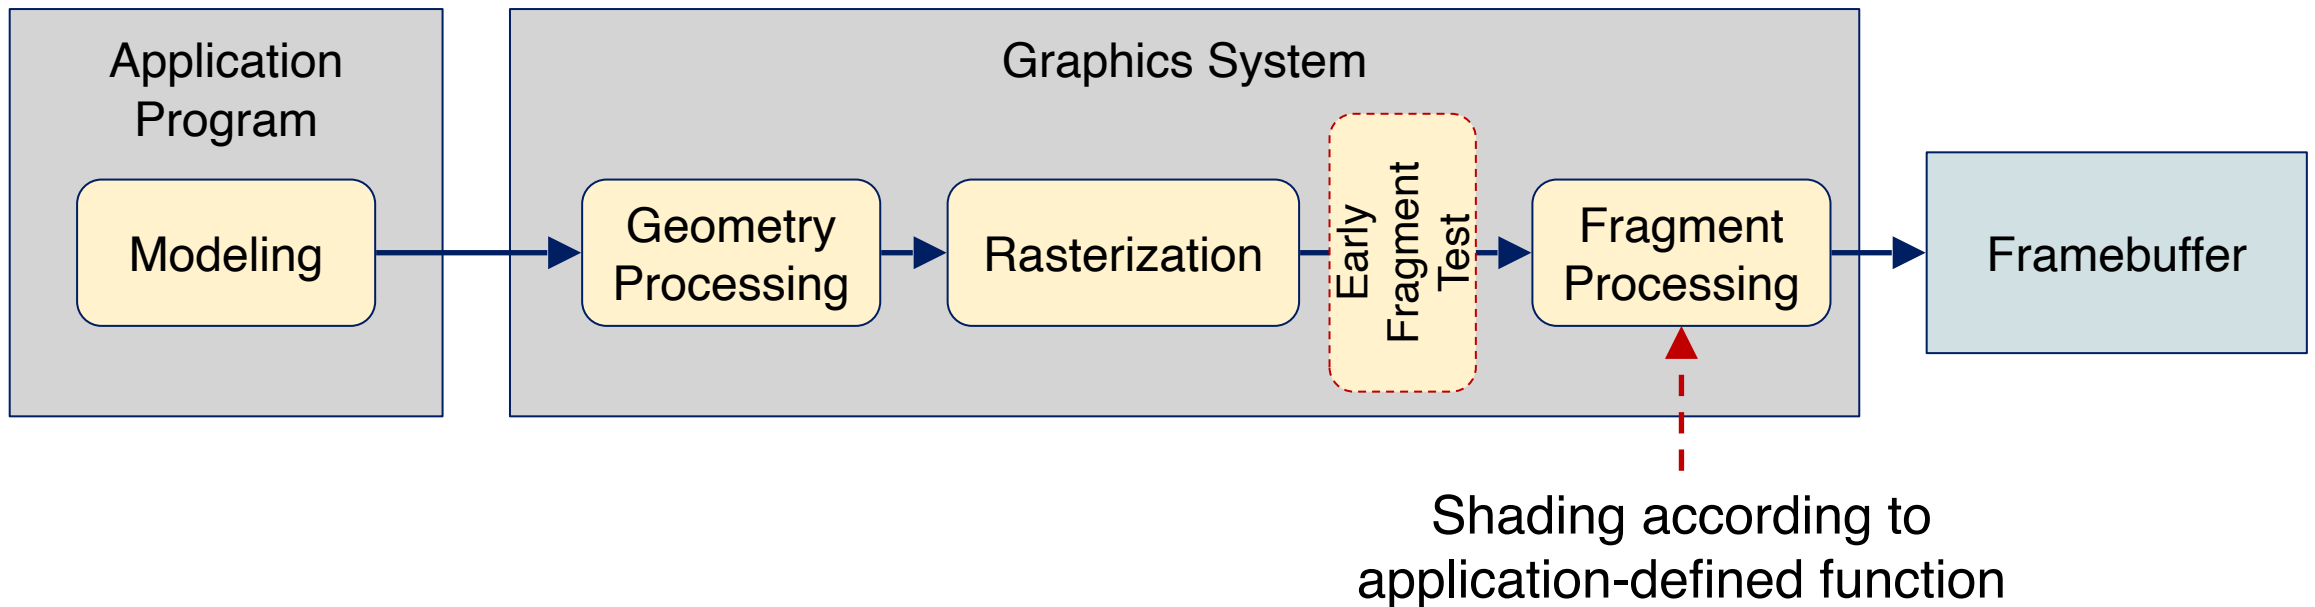 Application
Program
Modeling
Graphics System
Geometry
Processing
Rasterization
Early
Fragment
Test
Fragment
Processing
Framebuffer
Shading according to
application-defined function